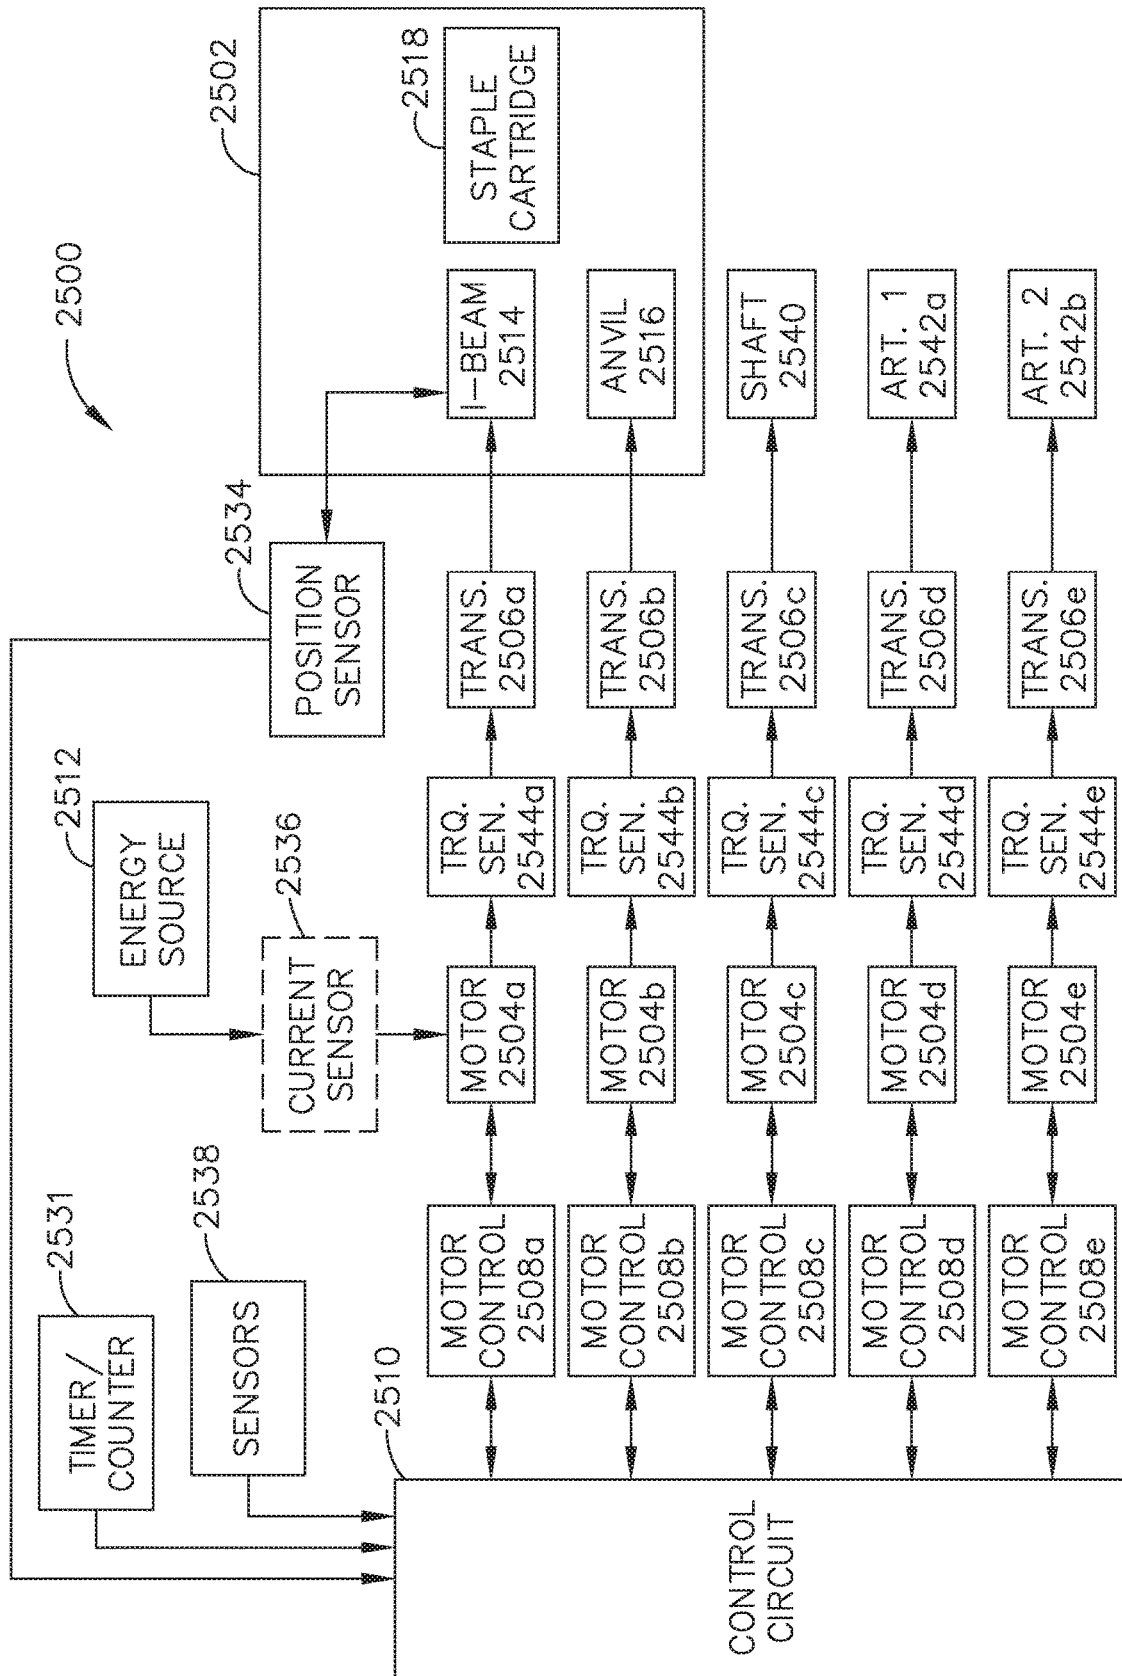 2500
2502
2518
STAPLE
CARTRIDGE
2534
POSITION
SENSOR
2512
ENERGY
SOURCE
2536
CURRENT
SENSOR
2531
TIMER/
COUNTER
2538
SENSORS
2510
CONTROL
CIRCUIT
MOTOR
CONTROL
2508a
MOTOR
2504a
TRQ.
SEN.
2544a
TRANS.
2506a
I-BEAM
2514
MOTOR
CONTROL
2508b
MOTOR
2504b
TRQ.
SEN.
2544b
TRANS.
2506b
ANVIL
2516
MOTOR
CONTROL
2508c
MOTOR
2504c
TRQ.
SEN.
2544c
TRANS.
2506c
SHAFT
2540
MOTOR
CONTROL
2508d
MOTOR
2504d
TRQ.
SEN.
2544d
TRANS.
2506d
ART. 1
2542a
MOTOR
CONTROL
2508e
MOTOR
2504e
TRQ.
SEN.
2544e
TRANS.
2506e
ART. 2
2542b